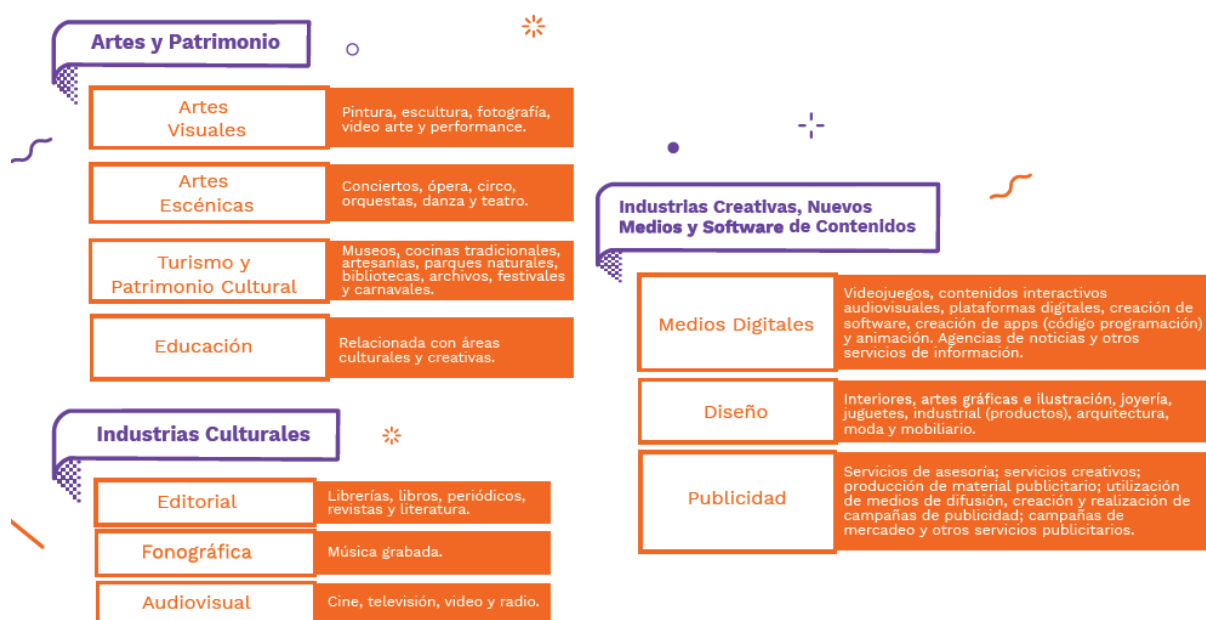 Artes y Patrimonio
Artes
Visuales
Pintura, escultura, fotografía,
video arte y performance.
Artes
Escénicas
Conciertos, ópera, circo,
orquestas, danza y teatro.
Turismo y
Patrimonio Cultural
Museos, cocinas tradicionales,
artesanías, parques naturales,
bibliotecas, archivos, festivales
y carnavales.
Educación
Relacionada con áreas
culturales y creativas.
Industrias Culturales
Editorial
Librerías, libros, periódicos,
revistas y literatura.
Fonográfica
Música grabada.
Audiovisual
Cine, televisión, video y radio.
Industrias Creativas, Nuevos
Medios y Software de Contenidos
Medios Digitales
Videojuegos, contenidos interactivos
audiovisuales, plataformas digitales, creación de
software, creación de apps (código programación)
y animación. Agencias de noticias y otros
servicios de información.
Diseño
Interiores, artes gráficas e ilustración, joyería,
juguetes, industrial (productos), arquitectura,
moda y mobiliario.
Publicidad
Servicios de asesoría; servicios creativos;
producción de material publicitario; utilización
de medios de difusión, creación y realización de
campañas de publicidad; campañas de
mercadeo y otros servicios publicitarios.